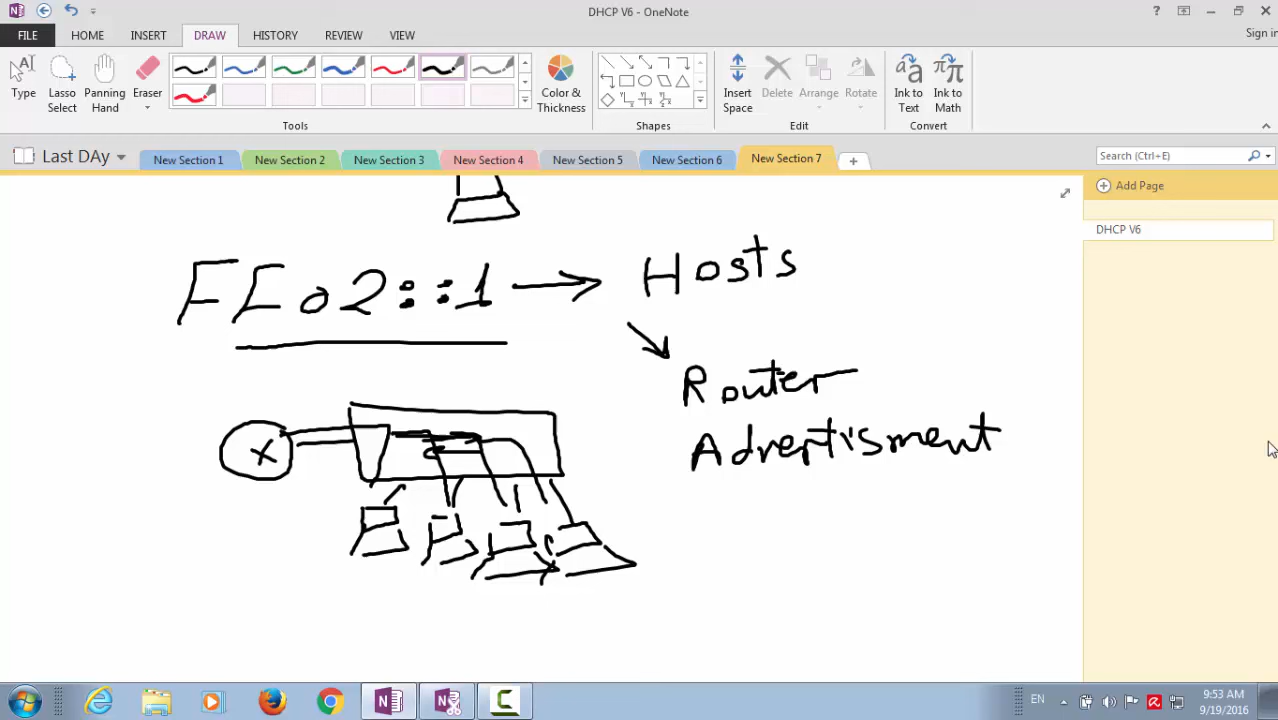 DHCP V6 - OneNote
Sign in
FILE
HOME
INSERT
DRAW
HISTORY
REVIEW
VIEW
Type
Lasso
Select
Panning
Hand
Eraser
Color &
Thickness
Insert
Space
Delete
Arrange
Rotate
Ink to
Text
Ink to
Math
Tools
Shapes
Edit
Convert
Last DAy
New Section 1
New Section 2
New Section 3
New Section 4
New Section 5
New Section 6
New Section 7
Search (Ctrl+E)
Add Page
DHCP V6
FEo2::1 → Hosts
Router
Advertisment
X
EN
9:53 AM
9/19/2016